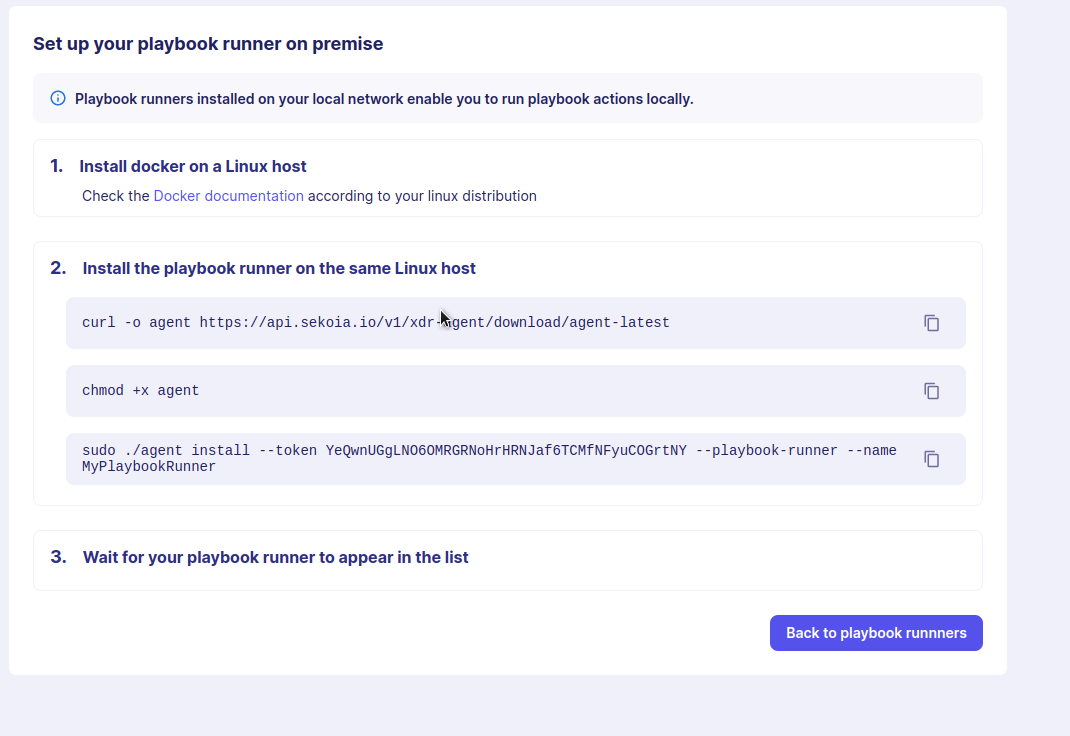 Set up your playbook runner on premise
Playbook runners installed on your local network enable you to run playbook actions locally.
1. Install docker on a Linux host
Check the Docker documentation according to your linux distribution
2. Install the playbook runner on the same Linux host
curl -o agent https://api.sekoia.io/v1/xdr-agent/download/agent-latest
chmod +x agent
sudo ./agent install --token YeQwnUGgLNO6OMRGRNoHrHRNJaf6TCMfNFyuCOGrtNY --playbook-runner --name
MyPlaybookRunner
3. Wait for your playbook runner to appear in the list
Back to playbook runnners